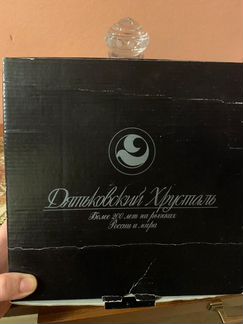 Дятьковский Хрусталь
Более 200 лет на рынках
России и мира